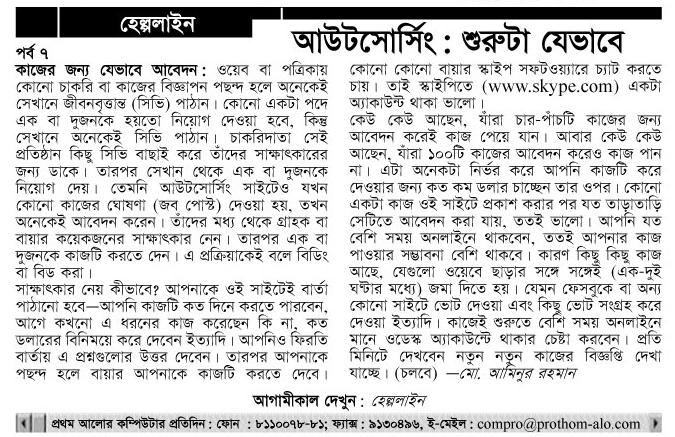 হেল্পলাইন
আউটসোর্সিং : শুরুটা যেভাবে
পর্ব ৭
কাজের জন্য যেভাবে আবেদন : ওয়েব বা পত্রিকায়
কোনো চাকরি বা কাজের বিজ্ঞাপন পছন্দ হলে অনেকেই
সেখানে জীবনবৃত্তান্ত (সিভি) পাঠান। কোনো একটা পদে
এক বা দুজনকে হয়তো নিয়োগ দেওয়া হবে, কিন্তু
সেখানে অনেকেই সিভি পাঠান। চাকরিদাতা সেই
প্রতিষ্ঠান কিছু সিভি বাছাই করে তাঁদের সাক্ষাৎকারের
জন্য ডাকে। তারপর সেখান থেকে এক বা দুজনকে
নিয়োগ দেয়। তেমনি আউটসোর্সিং সাইটেও যখন
কোনো কাজের ঘোষণা (জব পোস্ট) দেওয়া হয়, তখন
অনেকেই আবেদন করেন। তাঁদের মধ্য থেকে গ্রাহক বা
বায়ার কয়েকজনের সাক্ষাৎকার নেন। তারপর এক বা
দুজনকে কাজটি করতে দেন। এ প্রক্রিয়াকেই বলে বিডিং
বা বিড করা।
সাক্ষাৎকার নেয় কীভাবে? আপনাকে ওই সাইটেই বার্তা
পাঠানো হবে—আপনি কাজটি কত দিনে করতে পারবেন,
আগে কখনো এ ধরনের কাজ করেছেন কি না, কত
ডলারের বিনিময়ে করে দেবেন ইত্যাদি। আপনিও ফিরতি
বার্তায় এ প্রশ্নগুলোর উত্তর দেবেন। তারপর আপনাকে
পছন্দ হলে বায়ার আপনাকে কাজটি করতে দেবে।
কোনো কোনো বায়ার স্কাইপ সফটওয়্যারে চ্যাট করতে
চায়। তাই স্কাইপিতে (www.skype.com) একটা
অ্যাকাউন্ট থাকা ভালো।
কেউ কেউ আছেন, যাঁরা চার-পাঁচটি কাজের জন্য
আবেদন করেই কাজ পেয়ে যান। আবার কেউ কেউ
আছেন, যাঁরা ১০০টি কাজের আবেদন করেও কাজ পান
না। এটা অনেকটা নির্ভর করে আপনি কাজটি করে
দেওয়ার জন্য কত কম ডলার চাচ্ছেন তার ওপর। কোনো
একটা কাজ ওই সাইটে প্রকাশ করার পর যত তাড়াতাড়ি
সেটিতে আবেদন করা যায়, ততই ভালো। আপনি যত
বেশি সময় অনলাইনে থাকবেন, ততই আপনার কাজ
পাওয়ার সম্ভাবনা বেশি থাকবে। কারণ কিছু কিছু কাজ
আছে, যেগুলো ওয়েবে ছাড়ার সঙ্গে সঙ্গেই (এক-দুই
ঘণ্টার মধ্যে) জমা দিতে হয়। যেমন ফেসবুকে বা অন্য
কোনো সাইটে ভোট দেওয়া এবং কিছু ভোট সংগ্রহ করে
দেওয়া ইত্যাদি। কাজেই শুরুতে বেশি সময় অনলাইনে
মানে ওডেস্ক অ্যাকাউন্টে থাকার চেষ্টা করবেন। প্রতি
মিনিটে দেখবেন নতুন নতুন কাজের বিজ্ঞপ্তি দেখা
যাচ্ছে। (চলবে) —মো. আমিনুর রহমান
আগামীকাল দেখুন : হেল্পলাইন
প্রথম আলোর কম্পিউটার প্রতিদিন : ফোন : ৮১১০০৭৮-৮১; ফ্যাক্স : ৯১৩০৪৯৬, ই-মেইল : compro@prothom-alo.com